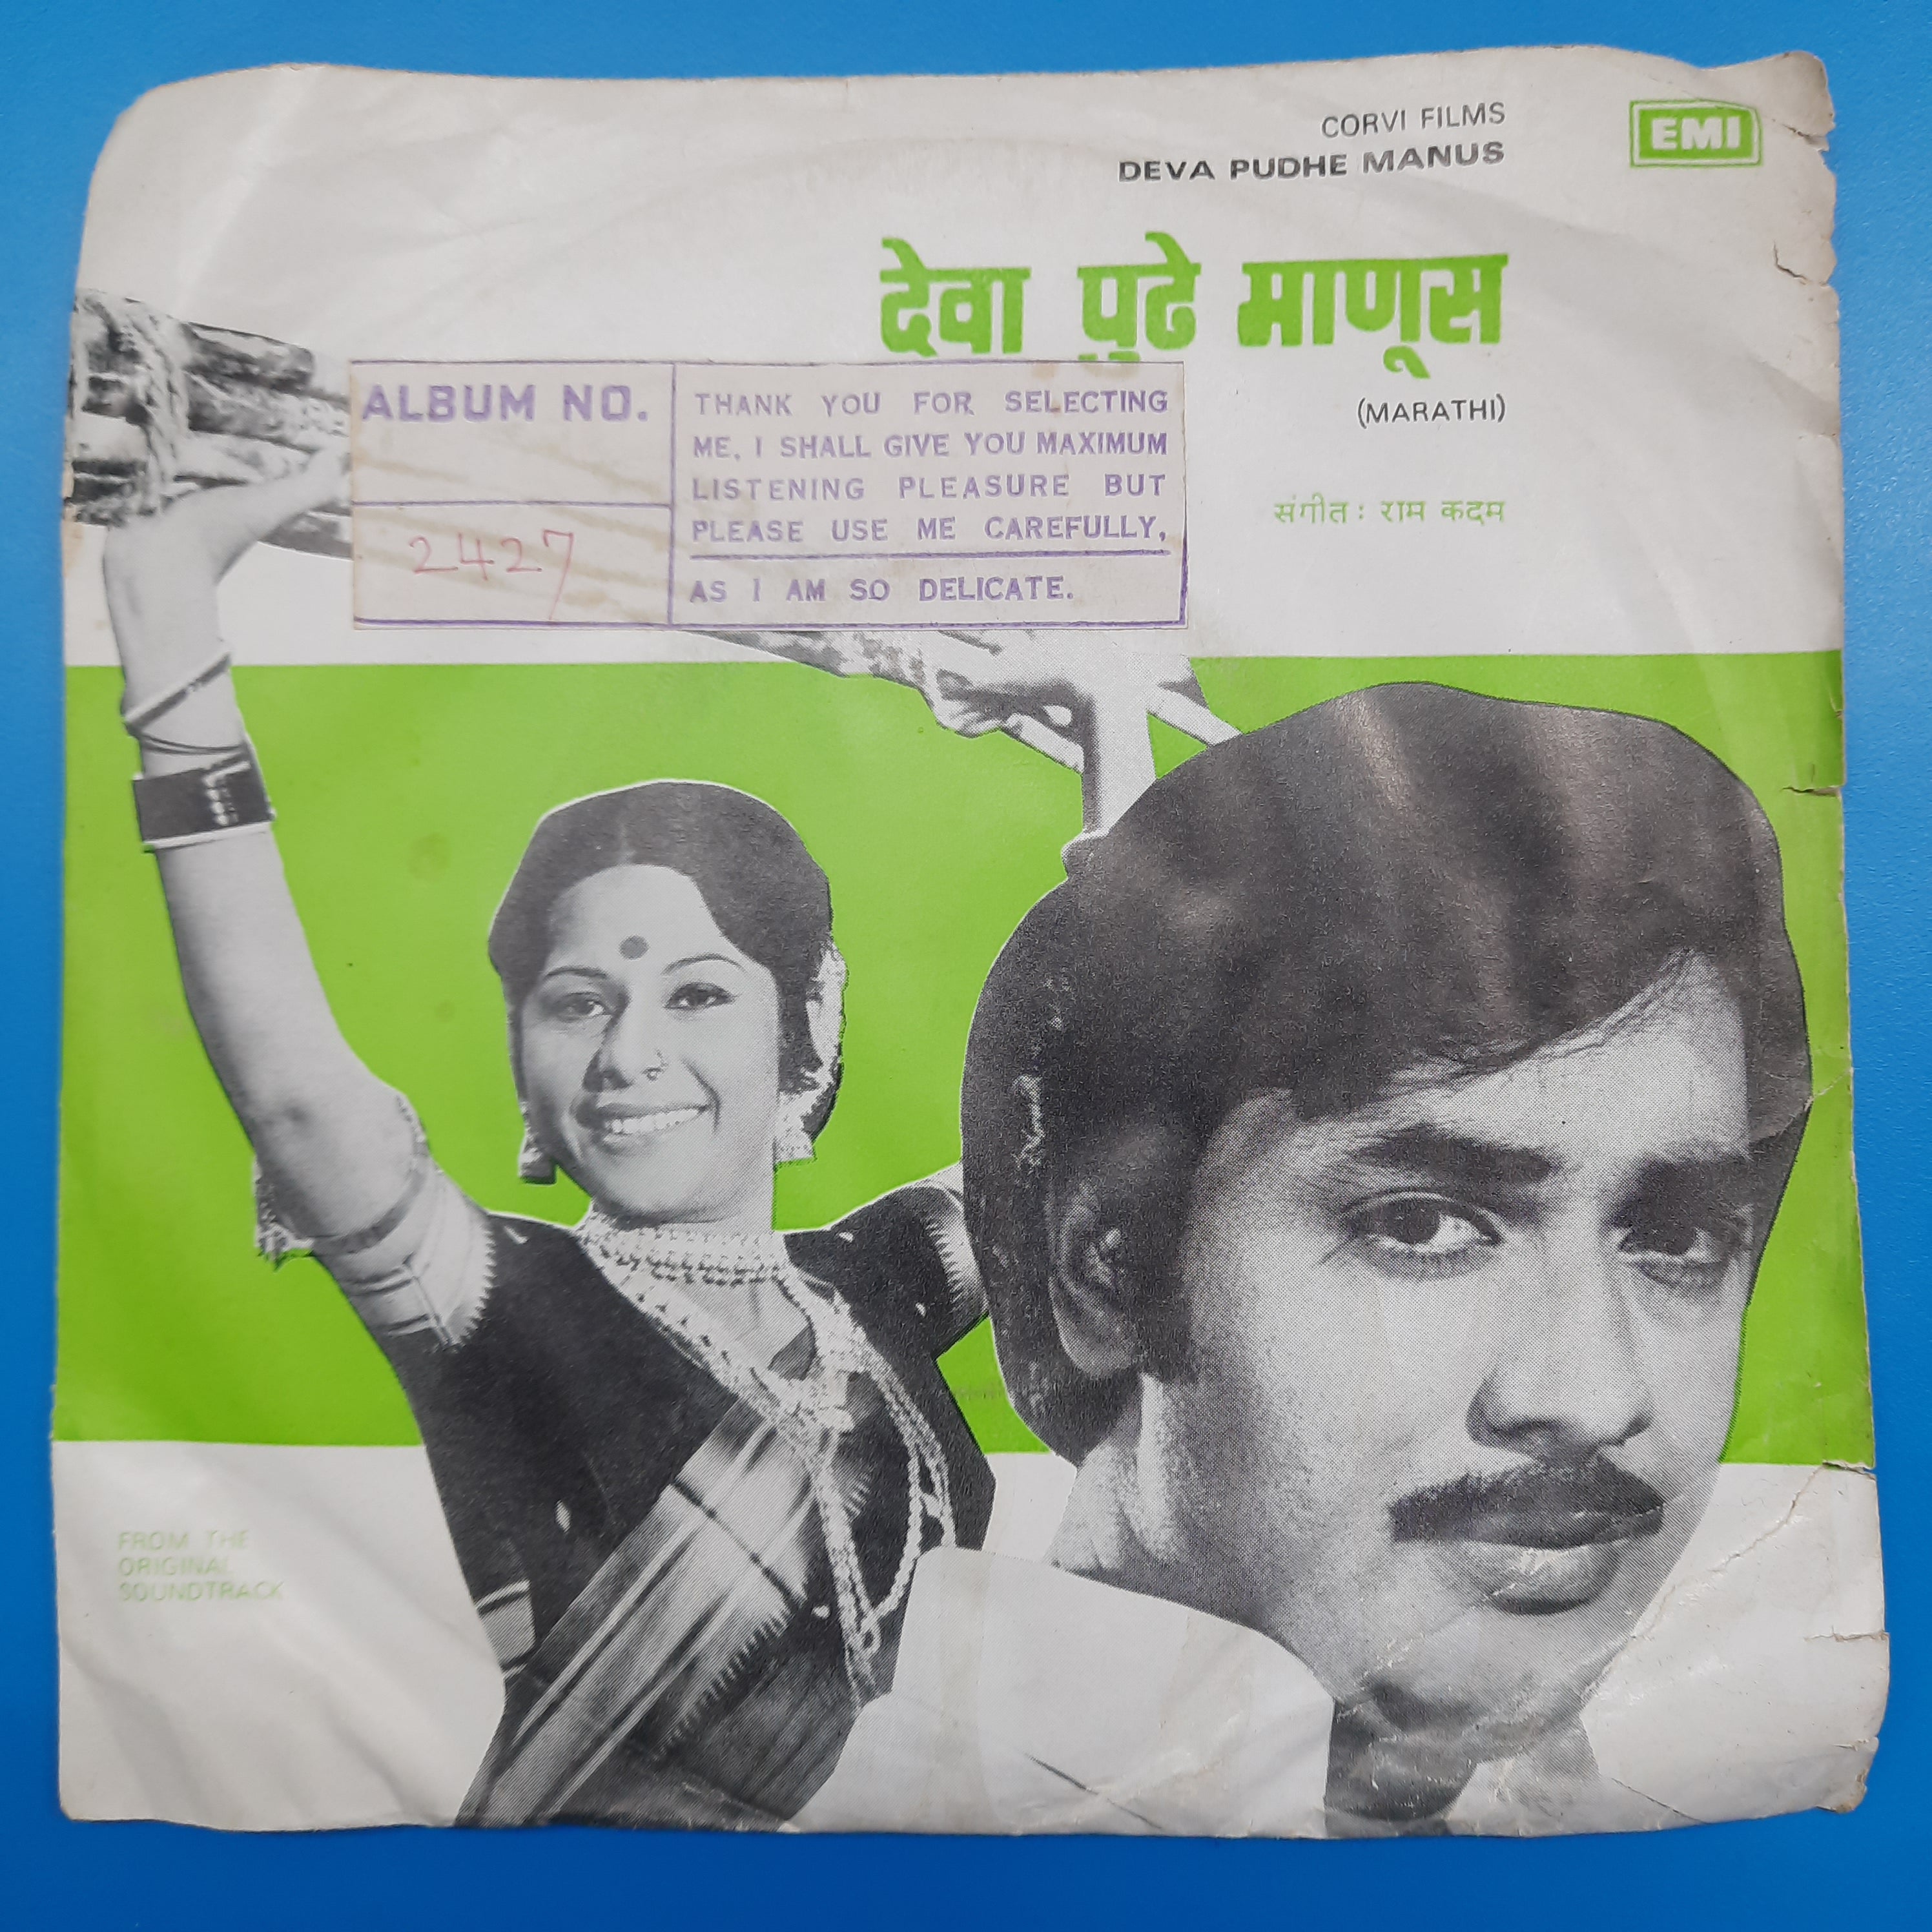 CORVI FILMS
EMI
DEVA PUDHE MANUS
देवा पुढे माणूस
(MARATHI)
संगीत: राम कदम
ALBUM NO.
2427
THANK YOU FOR SELECTING
ME, I SHALL GIVE YOU MAXIMUM
LISTENING PLEASURE BUT
PLEASE USE ME CAREFULLY,
AS I AM SO DELICATE.
FROM THE
ORIGINAL
SOUNDTRACK